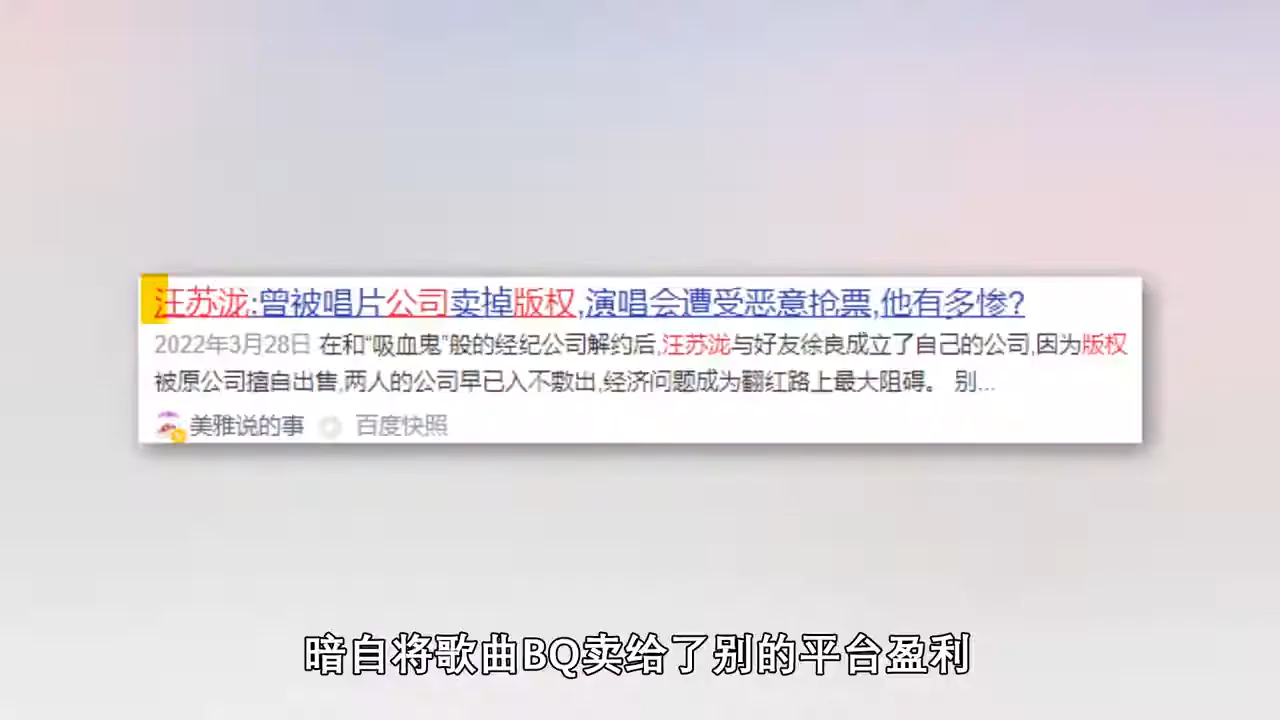 汪苏泷:曾被唱片公司卖掉版权,演唱会遭受恶意抢票,他有多惨?
2022年3月28日 在和“吸血鬼”般的经纪公司解约后,汪苏泷与好友徐良成立了自己的公司,因为版权
被原公司擅自出售,两人的公司早已入不敷出,经济问题成为翻红路上最大阻碍。 别...
美雅说的事 百度快照
暗自将歌曲BQ卖给了别的平台盈利